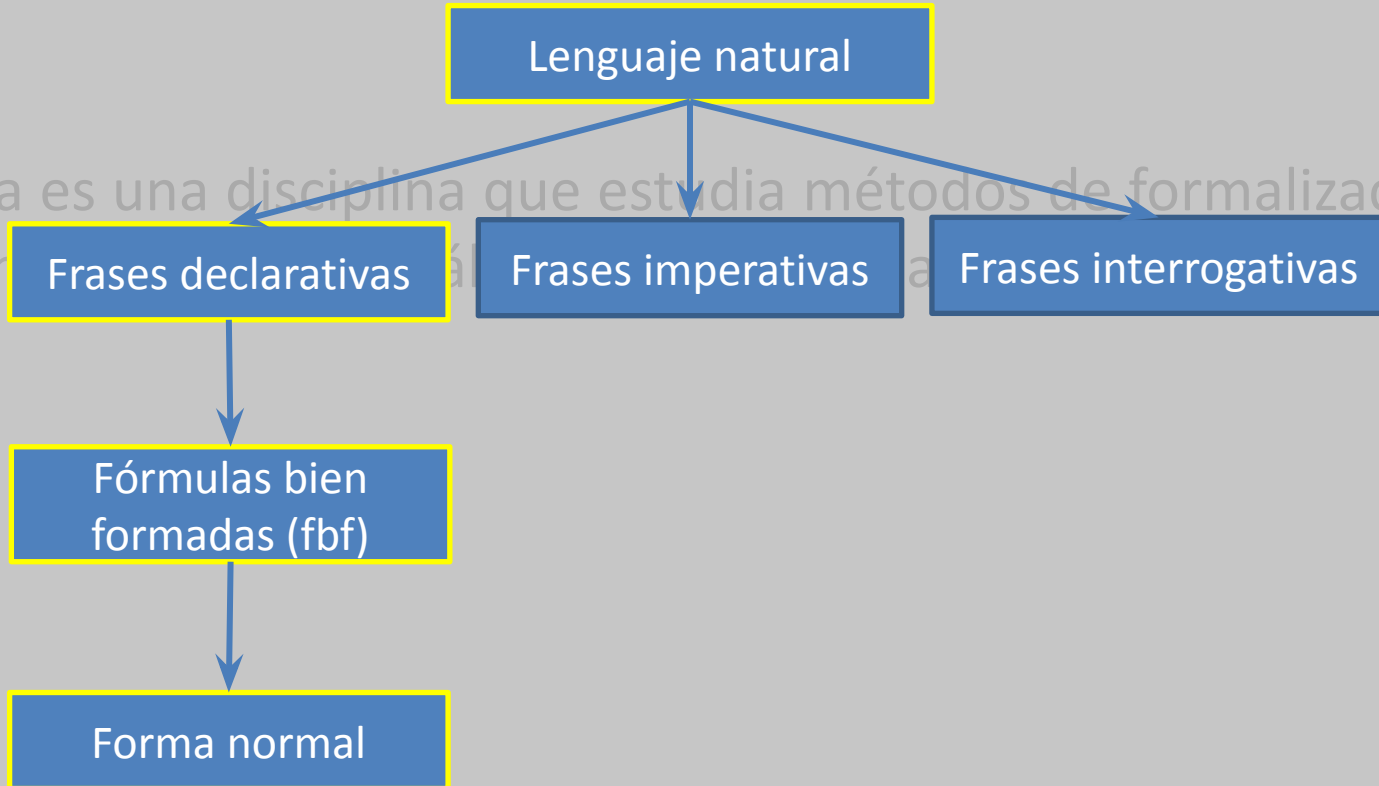 Lenguaje natural
a es una disciplina que estudia métodos de formalizac
Frases declarativas
Frases imperativas
Frases interrogativas
Fórmulas bien
formadas (fbf)
Forma normal